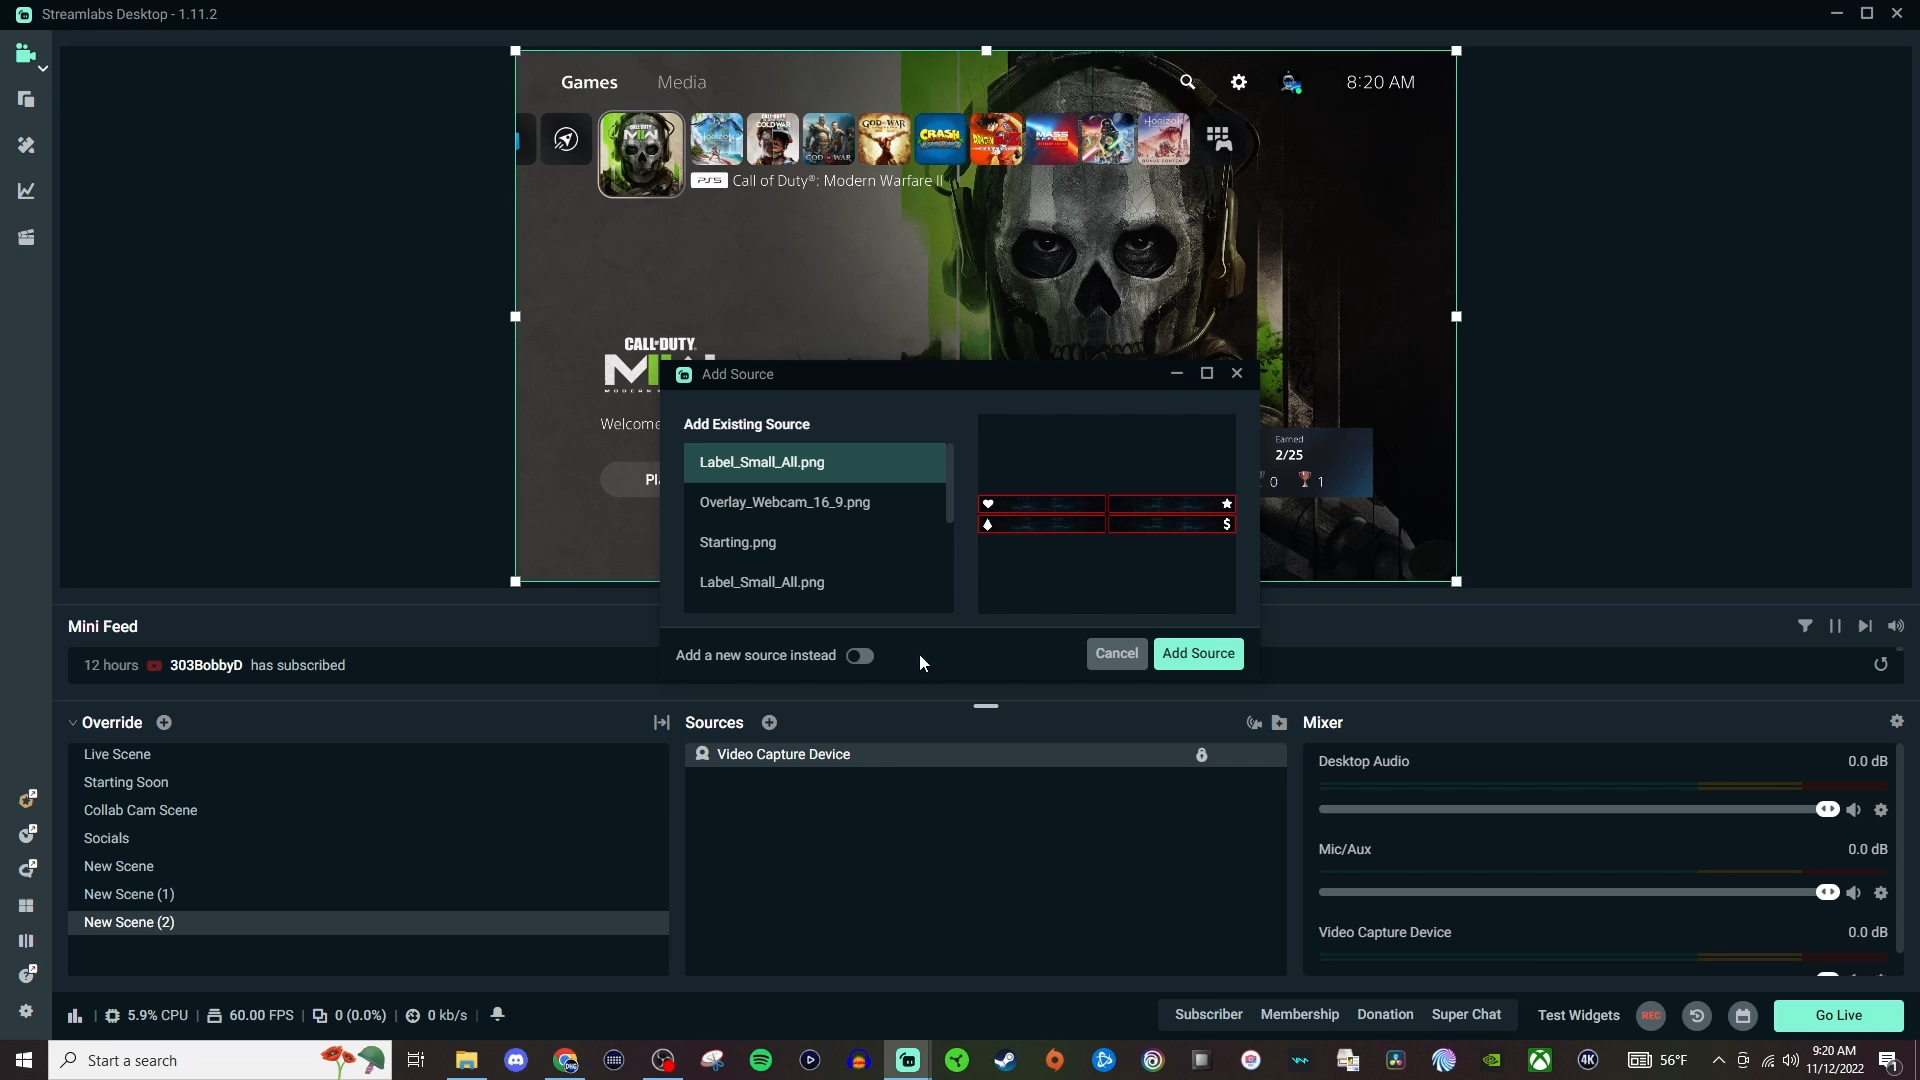 Streamlabs Desktop - 1.11.2
Games
Media
8:20 AM
PS5 Call of Duty®: Modern Warfare II
CALL OF DUTY
Welcome
Earned
2/25
0
1
Add Source
Add Existing Source
Label_Small_All.png
Overlay_Webcam_16_9.png
Starting.png
Label_Small_All.png
$
Add a new source instead
Cancel
Add Source
Mini Feed
12 hours 303BobbyD has subscribed
Override
Live Scene
Starting Soon
Collab Cam Scene
Socials
New Scene
New Scene (1)
New Scene (2)
Sources
Video Capture Device
Mixer
Desktop Audio 0.0 dB
Mic/Aux 0.0 dB
Video Capture Device 0.0 dB
5.9% CPU 60.00 FPS 0 (0.0%) 0 kb/s
Subscriber Membership Donation Super Chat Test Widgets REC Go Live
Start a search
4K
56°F
9:20 AM
11/12/2022
1